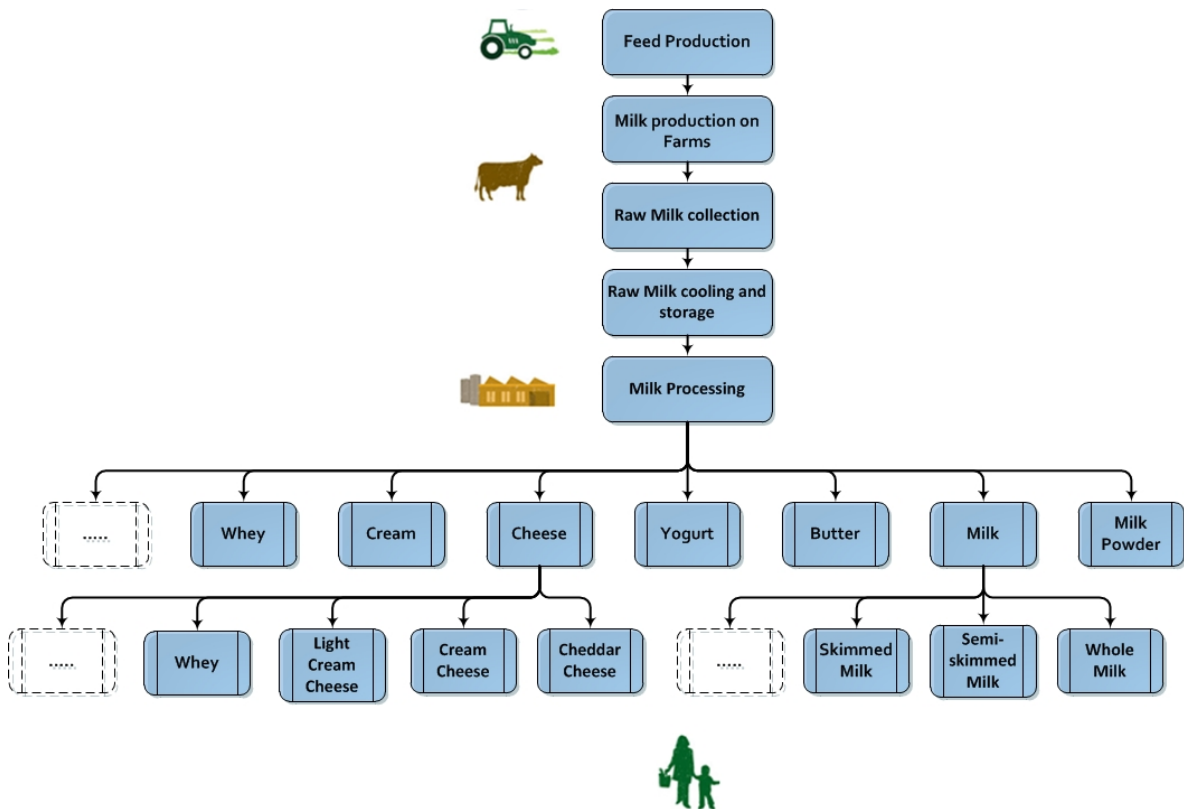 Feed Production
Milk production on
Farms
Raw Milk collection
Raw Milk cooling and
storage
Milk Processing
.....
Whey
Cream
Cheese
Yogurt
Butter
Milk
Milk
Powder
.....
Whey
Light
Cream
Cheese
Cream
Cheese
Cheddar
Cheese
.....
Skimmed
Milk
Semi-
skimmed
Milk
Whole
Milk